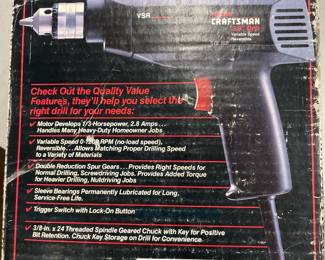 VSR
CRAFTSMAN
3/8" Drill
Variable Speed
Reversible
Check Out the Quality Value
Features, they'll help you select the
right drill for your needs:
Motor Develops 1/3-Horsepower, 2.8 Amps...
Handles Many Heavy-Duty Homeowner Jobs
Variable Speed 0-1200 RPM (no-load speed),
Reversible... Allows Matching Proper Drilling Speed
to a Variety of Materials
Double Reduction Spur Gears... Provides Right Speeds for
Normal Drilling, Screwdriving Jobs. Provides Added Torque
for Heavier Drilling, Nutdriving Jobs
Sleeve Bearings Permanently Lubricated for Long,
Service-Free Life.
Trigger Switch with Lock-On Button
3/8-in. x 24 Threaded Spindle Geared Chuck with Key for Positive
Bit Retention. Chuck Key Storage on Drill for Convenience